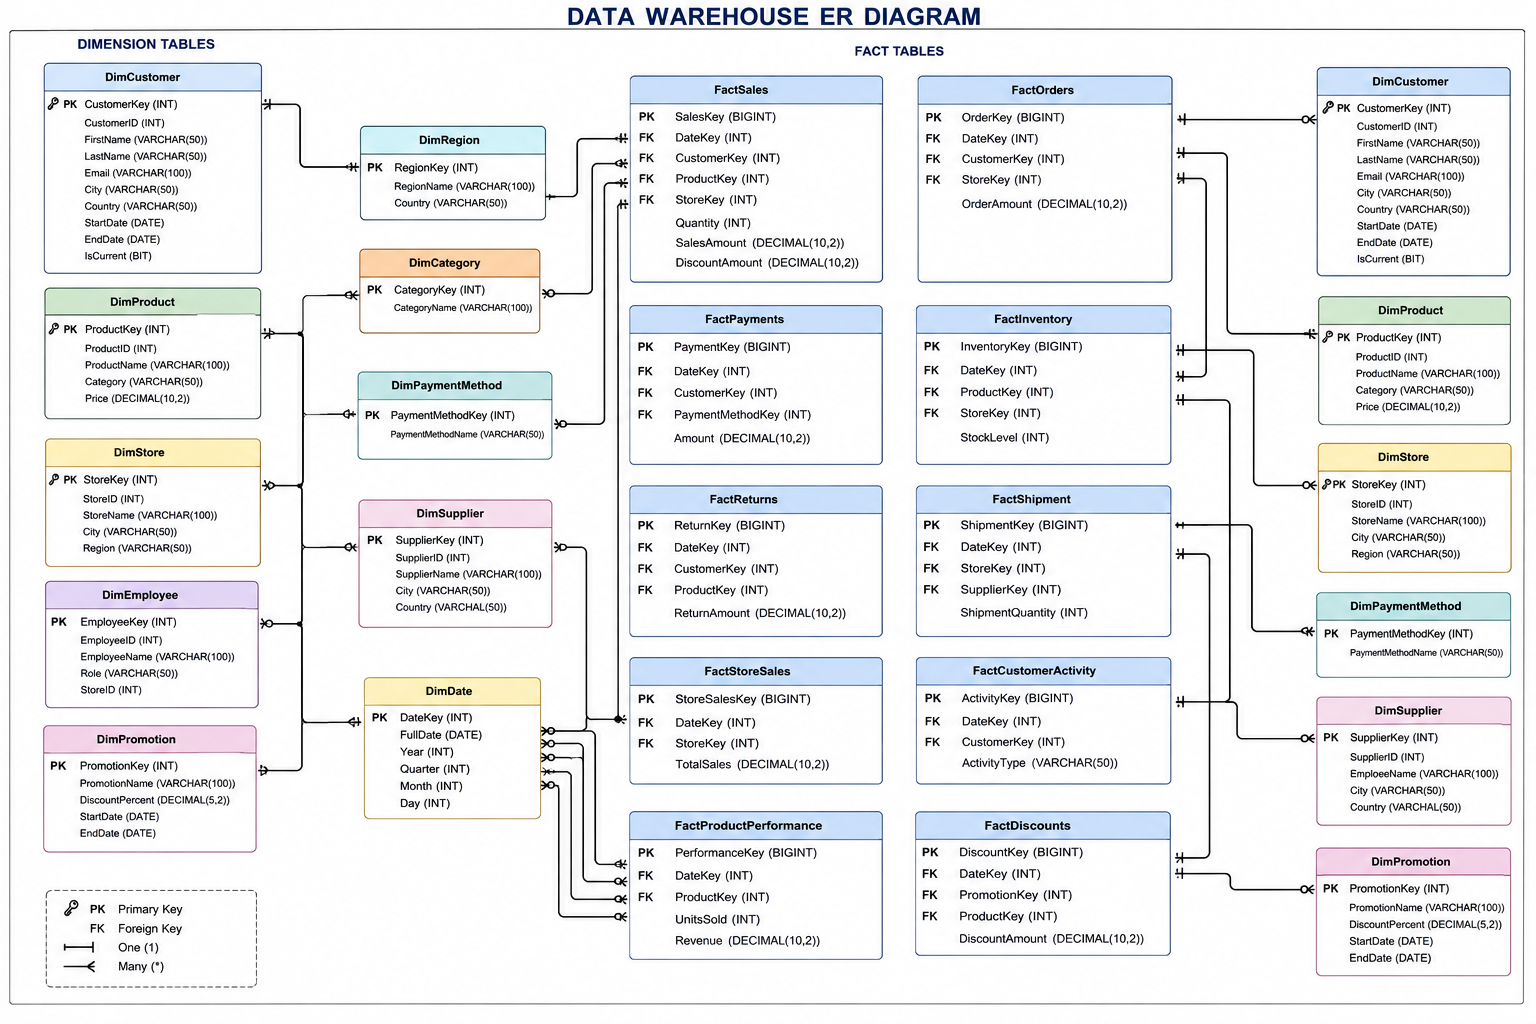 DATA WAREHOUSE ER DIAGRAM
DIMENSION TABLES
DimCustomer
PK CustomerKey (INT)
CustomerID (INT)
FirstName (VARCHAR(50))
LastName (VARCHAR(50))
Email (VARCHAR(100))
City (VARCHAR(50))
Country (VARCHAR(50))
StartDate (DATE)
EndDate (DATE)
IsCurrent (BIT)
DimProduct
PK ProductKey (INT)
ProductID (INT)
ProductName (VARCHAR(100))
Category (VARCHAR(50))
Price (DECIMAL(10,2))
DimStore
PK StoreKey (INT)
StoreID (INT)
StoreName (VARCHAR(100))
City (VARCHAR(50))
Region (VARCHAR(50))
DimEmployee
PK EmployeeKey (INT)
EmployeeID (INT)
EmployeeName (VARCHAR(100))
Role (VARCHAR(50))
StoreID (INT)
DimPromotion
PK PromotionKey (INT)
PromotionName (VARCHAR(100))
DiscountPercent (DECIMAL(5,2))
StartDate (DATE)
EndDate (DATE)
PK Primary Key
FK Foreign Key
One (1)
Many (*)
DimRegion
PK RegionKey (INT)
RegionName (VARCHAR(100))
Country (VARCHAR(50))
DimCategory
PK CategoryKey (INT)
CategoryName (VARCHAR(100))
DimPaymentMethod
PK PaymentMethodKey (INT)
PaymentMethodName (VARCHAR(50))
DimSupplier
PK SupplierKey (INT)
SupplierID (INT)
SupplierName (VARCHAR(100))
City (VARCHAR(50))
Country (VARCHAL(50))
DimDate
PK DateKey (INT)
FullDate (DATE)
Year (INT)
Quarter (INT)
Month (INT)
Day (INT)
FACT TABLES
FactSales
PK SalesKey (BIGINT)
FK DateKey (INT)
FK CustomerKey (INT)
FK ProductKey (INT)
FK StoreKey (INT)
Quantity (INT)
SalesAmount (DECIMAL(10,2))
DiscountAmount (DECIMAL(10,2))
FactPayments
PK PaymentKey (BIGINT)
FK DateKey (INT)
FK CustomerKey (INT)
FK PaymentMethodKey (INT)
Amount (DECIMAL(10,2))
FactReturns
PK ReturnKey (BIGINT)
FK DateKey (INT)
FK CustomerKey (INT)
FK ProductKey (INT)
ReturnAmount (DECIMAL(10,2))
FactStoreSales
PK StoreSalesKey (BIGINT)
FK DateKey (INT)
FK StoreKey (INT)
TotalSales (DECIMAL(10,2))
FactProductPerformance
PK PerformanceKey (BIGINT)
FK DateKey (INT)
FK ProductKey (INT)
UnitsSold (INT)
Revenue (DECIMAL(10,2))
FactOrders
PK OrderKey (BIGINT)
FK DateKey (INT)
FK CustomerKey (INT)
FK StoreKey (INT)
OrderAmount (DECIMAL(10,2))
FactInventory
PK InventoryKey (BIGINT)
FK DateKey (INT)
FK ProductKey (INT)
FK StoreKey (INT)
StockLevel (INT)
FactShipment
PK ShipmentKey (BIGINT)
FK DateKey (INT)
FK StoreKey (INT)
FK SupplierKey (INT)
ShipmentQuantity (INT)
FactCustomerActivity
PK ActivityKey (BIGINT)
FK DateKey (INT)
FK CustomerKey (INT)
ActivityType (VARCHAR(50))
FactDiscounts
PK DiscountKey (BIGINT)
FK DateKey (INT)
FK PromotionKey (INT)
FK ProductKey (INT)
DiscountAmount (DECIMAL(10,2))
DimCustomer
PK CustomerKey (INT)
CustomerID (INT)
FirstName (VARCHAR(50))
LastName (VARCHAR(50))
Email (VARCHAR(100))
City (VARCHAR(50))
Country (VARCHAR(50))
StartDate (DATE)
EndDate (DATE)
IsCurrent (BIT)
DimProduct
PK ProductKey (INT)
ProductID (INT)
ProductName (VARCHAR(100))
Category (VARCHAR(50))
Price (DECIMAL(10,2))
DimStore
PK StoreKey (INT)
StoreID (INT)
StoreName (VARCHAR(100))
City (VARCHAR(50))
Region (VARCHAR(50))
DimPaymentMethod
PK PaymentMethodKey (INT)
PaymentMethodName (VARCHAR(50))
DimSupplier
PK SupplierKey (INT)
SupplierID (INT)
EmploeeName (VARCHAR(100))
City (VARCHAR(50))
Country (VARCHAL(50))
DimPromotion
PK PromotionKey (INT)
PromotionName (VARCHAR(100))
DiscountPercent (DECIMAL(5,2))
StartDate (DATE)
EndDate (DATE)